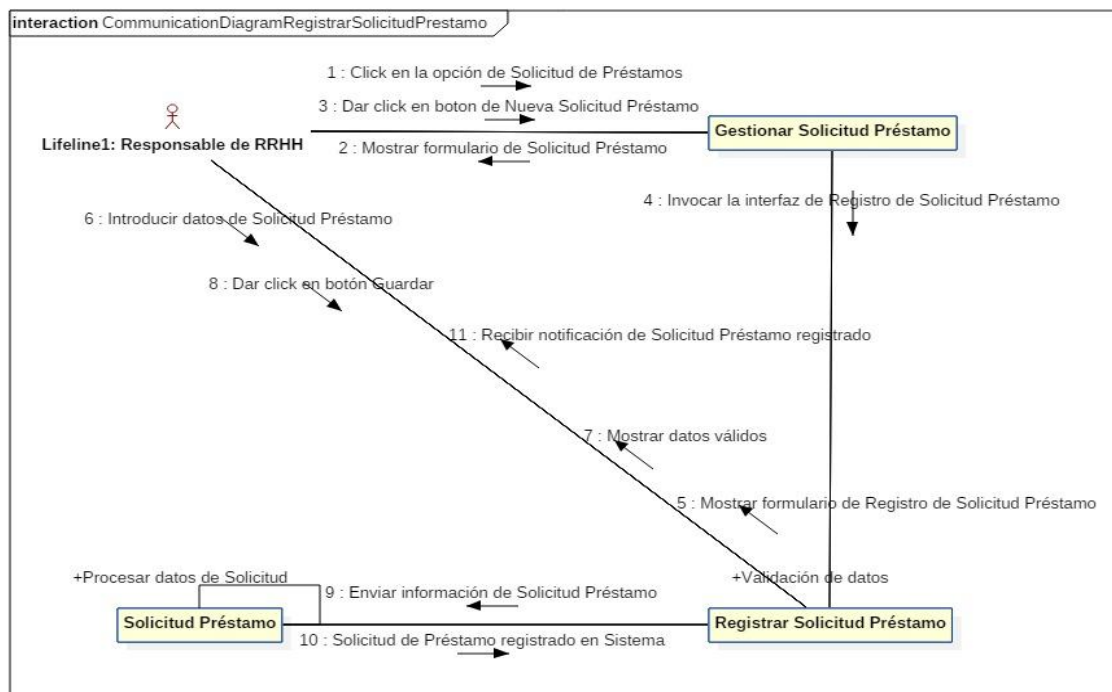 interaction CommunicationDiagramRegistrarSolicitudPrestamo
1 : Click en la opción de Solicitud de Préstamos
3 : Dar click en boton de Nueva Solicitud Préstamo
Gestionar Solicitud Préstamo
Lifeline1: Responsable de RRHH
2 : Mostrar formulario de Solicitud Préstamo
4 : Invocar la interfaz de Registro de Solicitud Préstamo
6 : Introducir datos de Solicitud Préstamo
8 : Dar click en botón Guardar
11 : Recibir notificación de Solicitud Préstamo registrado
7 : Mostrar datos válidos
5 : Mostrar formulario de Registro de Solicitud Préstamo
+Procesar datos de Solicitud
+Validación de datos
9 : Enviar información de Solicitud Préstamo
Solicitud Préstamo
Registrar Solicitud Préstamo
10 : Solicitud de Préstamo registrado en Sistema